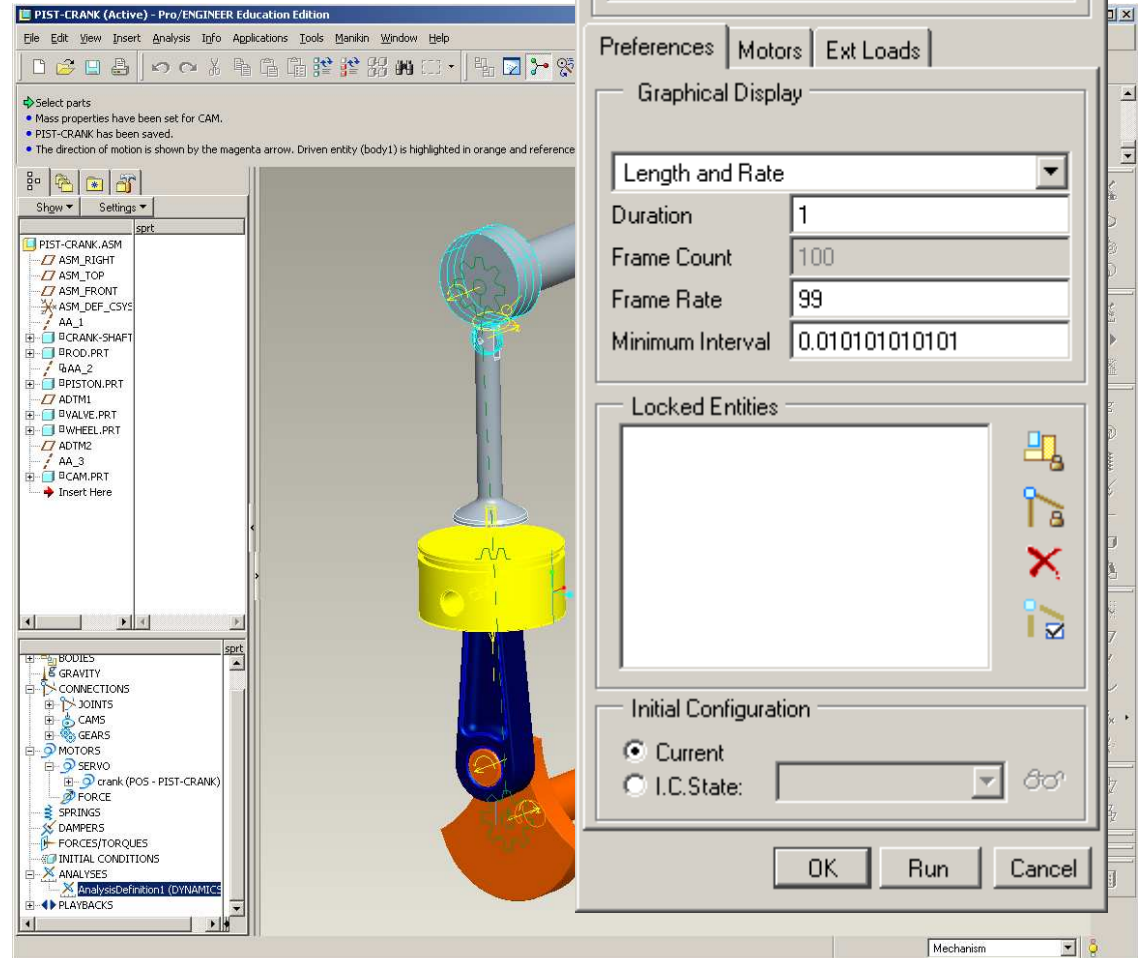 PIST-CRANK (Active) - Pro/ENGINEER Education Edition
File Edit View Insert Analysis Info Applications Tools Manikin Window Help
Select parts
Mass properties have been set for CAM.
PIST-CRANK has been saved.
The direction of motion is shown by the magenta arrow. Driven entity (body1) is highlighted in orange and reference
Show Settings
sprt
PIST-CRANK.ASM
ASM_RIGHT
ASM_TOP
ASM_FRONT
ASM_DEF_CSYS
AA_1
CRANK-SHAFT
ROD.PRT
AA_2
PISTON.PRT
ADTM1
VALVE.PRT
WHEEL.PRT
ADTM2
AA_3
CAM.PRT
Insert Here
sprt
BODIES
GRAVITY
CONNECTIONS
JOINTS
CAMS
GEARS
MOTORS
SERVO
crank (POS - PIST-CRANK)
FORCE
SPRINGS
DAMPERS
FORCES/TORQUES
INITIAL CONDITIONS
ANALYSES
AnalysisDefinition1 (DYNAMICS
PLAYBACKS
Preferences Motors Ext Loads
Graphical Display
Length and Rate
Duration 1
Frame Count 100
Frame Rate 99
Minimum Interval 0.010101010101
Locked Entities
Initial Configuration
Current
I.C.State:
OK Run Cancel
Mechanism